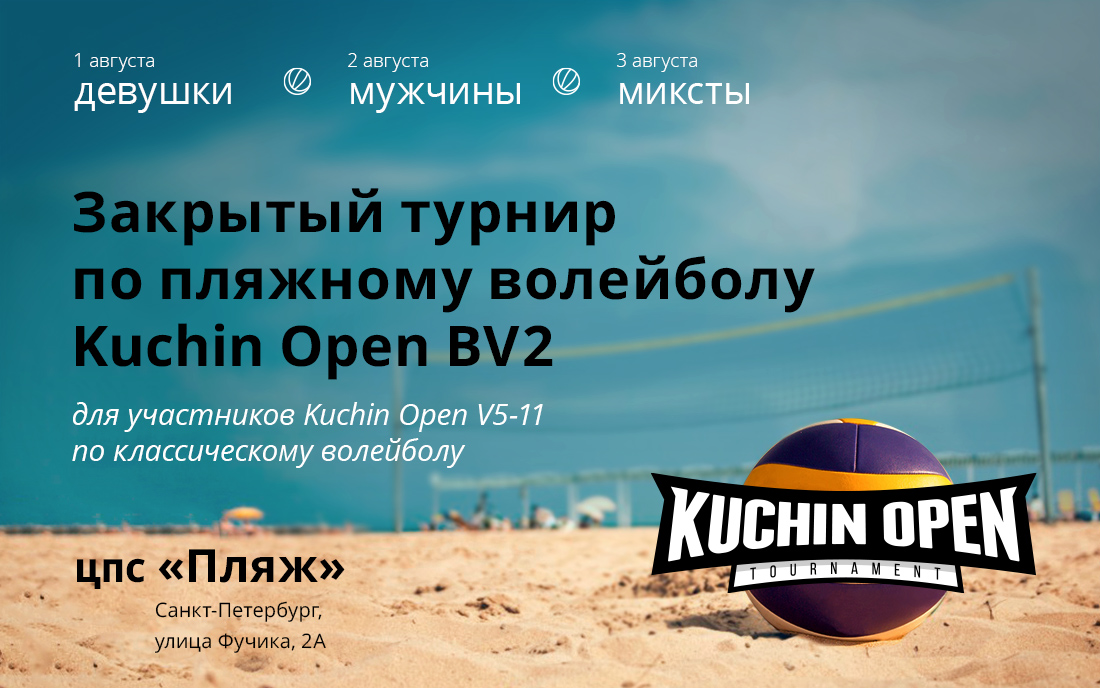 1 августа
девушки
2 августа
мужчины
3 августа
миксты
Закрытый турнир
по пляжному волейболу
Kuchin Open BV2
для участников Kuchin Open V5-11
по классическому волейболу
цпс «Пляж»
Санкт-Петербург,
улица Фучика, 2А
KUCHIN OPEN
TOURNAMENT